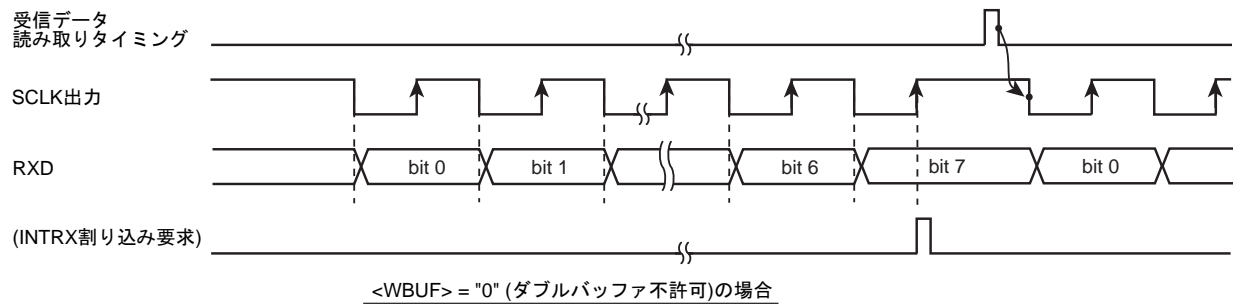 受信データ
読み取りタイミング
SCLK出力
RXD
bit 0
bit 1
bit 6
bit 7
bit 0
(INTRX割り込み要求)
<WBUF> = "0" (ダブルバッファ不許可)の場合